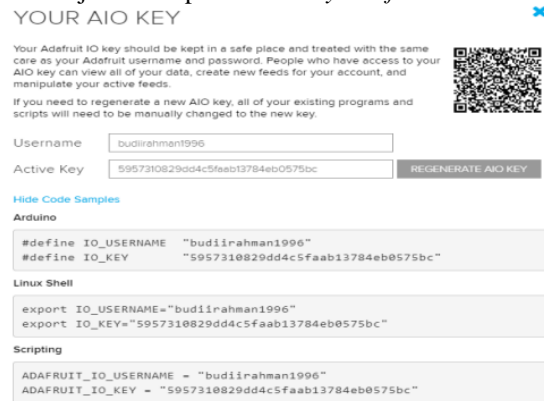 YOUR AIO KEY
Your Adafruit IO key should be kept in a safe place and treated with the same
care as your Adafruit username and password. People who have access to your
AIO key can view all of your data, create new feeds for your account, and
manipulate your active feeds.
If you need to regenerate a new AIO key, all of your existing programs and
scripts will need to be manually changed to the new key.
Username budiirahman1996
Active Key 5957310829dd4c5faab13784eb0575bc REGENERATE AIO KEY
Hide Code Samples
Arduino
#define IO_USERNAME "budiirahman1996"
#define IO_KEY "5957310829dd4c5faab13784eb0575bc"
Linux Shell
export IO_USERNAME="budiirahman1996"
export IO_KEY="5957310829dd4c5faab13784eb0575bc"
Scripting
ADAFRUIT_IO_USERNAME = "budiirahman1996"
ADAFRUIT_IO_KEY = "5957310829dd4c5faab13784eb0575bc"